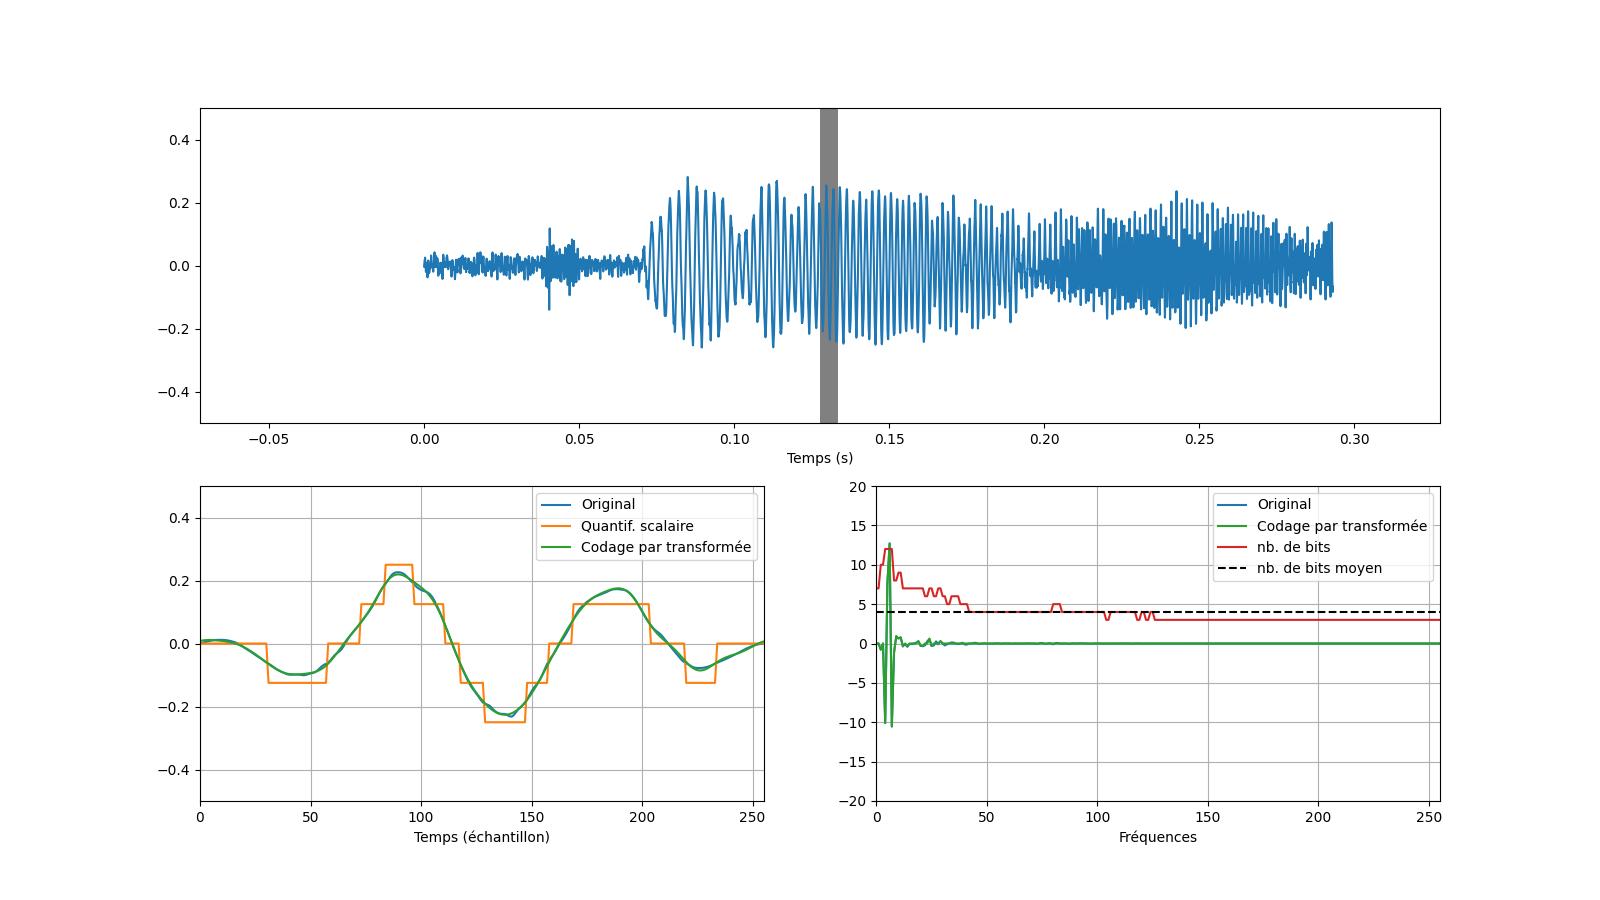 0.4
0.2
0.0
−0.2
−0.4
−0.05 0.00 0.05 0.10 0.15 0.20 0.25 0.30
Temps (s)
0.4
0.2
0.0
−0.2
−0.4
0 50 100 150 200 250
Temps (échantillon)
Original
Quantif. scalaire
Codage par transformée
20
15
10
5
0
−5
−10
−15
−20
0 50 100 150 200 250
Fréquences
Original
Codage par transformée
nb. de bits
nb. de bits moyen